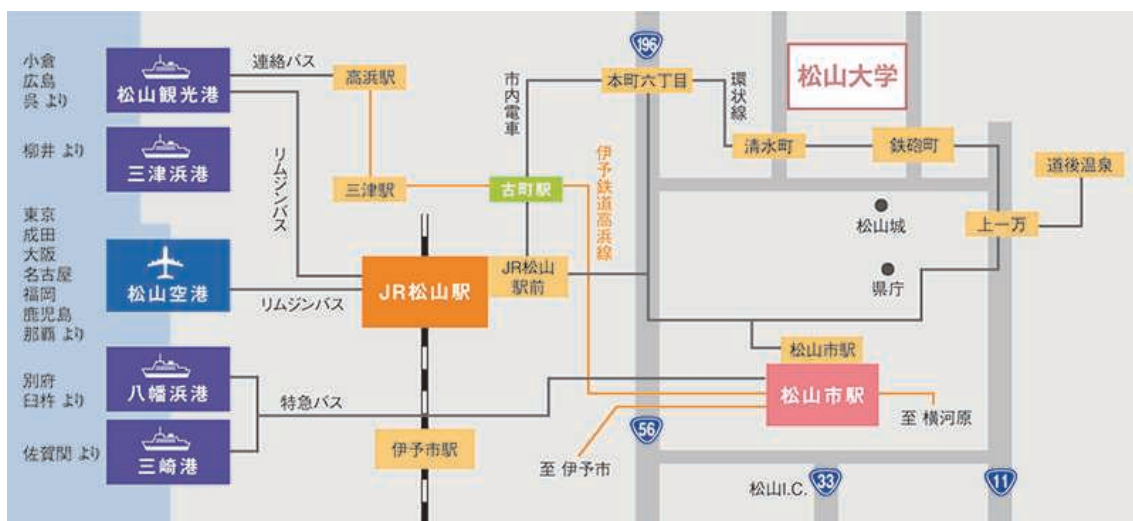 小倉
広島
呉 より
松山観光港
連絡バス
高浜駅
柳井 より
三津浜港
リムジンバス
三津駅
東京
成田
大阪
名古屋
福岡
鹿児島
那覇 より
松山空港
リムジンバス
JR松山駅
JR松山
駅前
古町駅
市内電車
196
本町六丁目
環状線
松山大学
清水町
鉄砲町
道後温泉
伊予鉄道高浜線
松山城
上一万
県庁
別府
臼杵 より
八幡浜港
特急バス
松山市駅
松山市駅
至 横河原
佐賀関 より
三崎港
伊予市駅
至 伊予市
56
松山I.C.
33
11